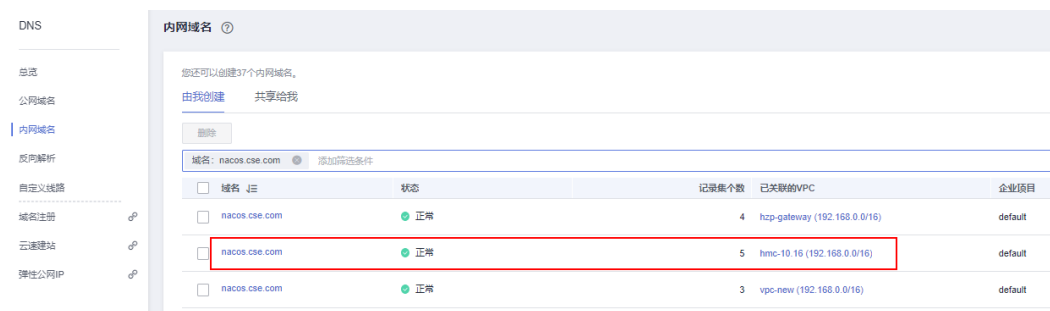 DNS
总览
公网域名
内网域名
反向解析
自定义线路
域名注册
云速建站
弹性公网IP
内网域名
您还可以创建37个内网域名。
由我创建 共享给我
删除
域名: nacos.cse.com 添加筛选条件
域名 状态 记录集个数 已关联的VPC 企业项目
nacos.cse.com 正常 4 hzp-gateway (192.168.0.0/16) default
nacos.cse.com 正常 5 hmc-10.16 (192.168.0.0/16) default
nacos.cse.com 正常 3 vpc-new (192.168.0.0/16) default